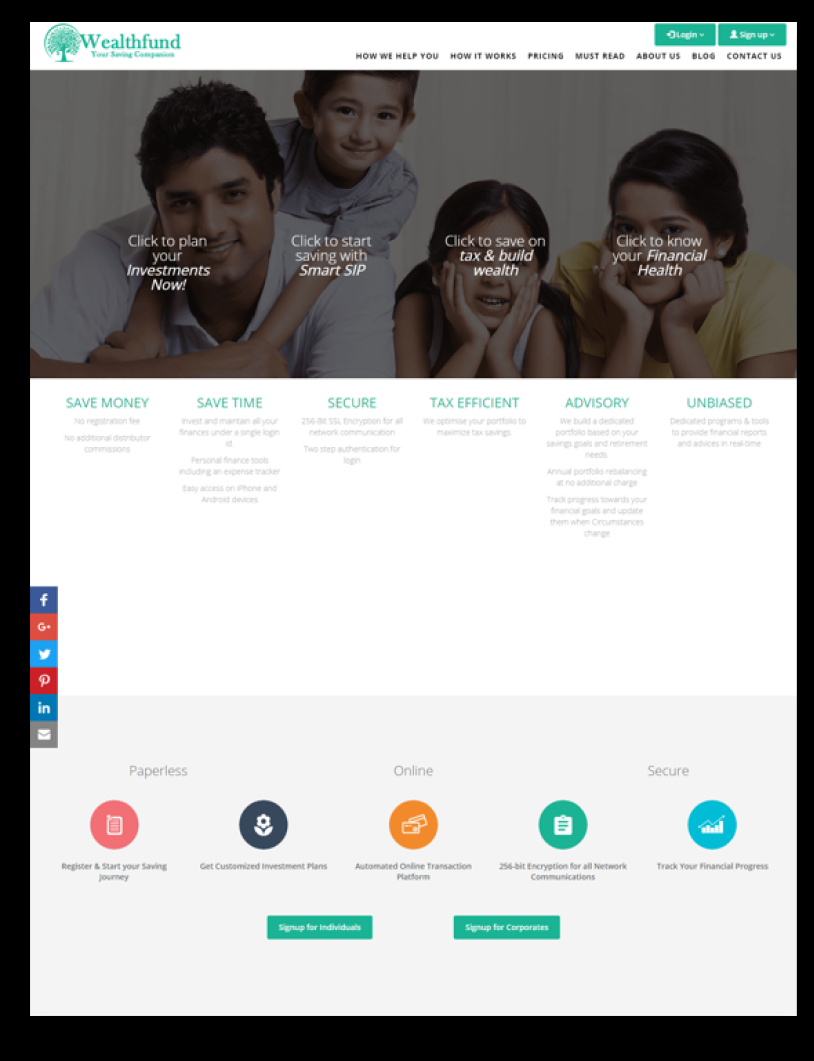 Wealthfund
Your Saving Companion
Login
Sign up
HOW WE HELP YOU HOW IT WORKS PRICING MUST READ ABOUT US BLOG CONTACT US
Click to plan
your
Investments
Now!
Click to start
saving with
Smart SIP
Click to save on
tax & build
wealth
Click to know
your Financial
Health
SAVE MONEY
No registration fee
No additional distributor
commissions
SAVE TIME
Invest and maintain all your
finances under a single login
id.
Personal finance tools
including an expense tracker
Easy access on iPhone and
Android devices
SECURE
256-Bit SSL Encryption for all
network communication
Two step authentication for
login
TAX EFFICIENT
We optimise your portfolio to
maximize tax savings.
ADVISORY
We build a dedicated
portfolio based on your
savings goals and retirement
needs.
Annual portfolio rebalancing
at no additional charge
Track progress towards your
financial goals and update
them when Circumstances
change
UNBIASED
Dedicated programs & tools
to provide financial reports
and advices in real-time
f
G+
in
Paperless
Online
Secure
Register & Start your Saving
Journey
Get Customized Investment Plans
Automated Online Transaction
Platform
256-bit Encryption for all Network
Communications
Track Your Financial Progress
Signup for Individuals
Signup for Corporates